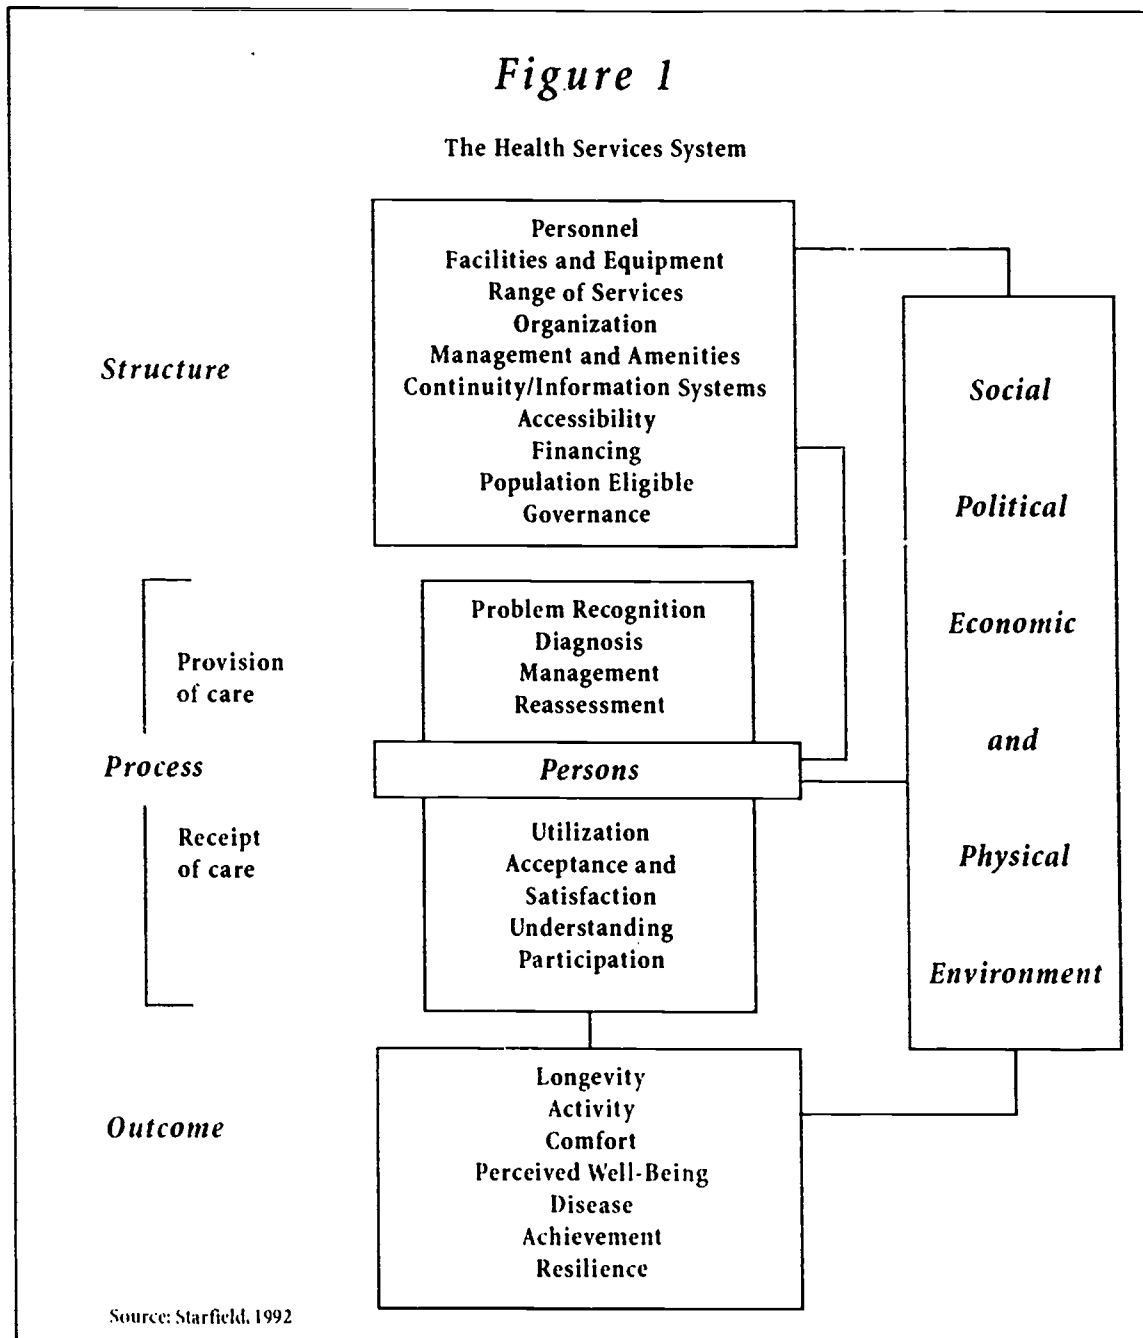 Figure 1
The Health Services System
Structure
Personnel
Facilities and Equipment
Range of Services
Organization
Management and Amenities
Continuity/Information Systems
Accessibility
Financing
Population Eligible
Governance
Process
Provision
of care
Problem Recognition
Diagnosis
Management
Reassessment
Persons
Receipt
of care
Utilization
Acceptance and
Satisfaction
Understanding
Participation
Outcome
Longevity
Activity
Comfort
Perceived Well-Being
Disease
Achievement
Resilience
Social
Political
Economic
and
Physical
Environment
Source: Starfield, 1992